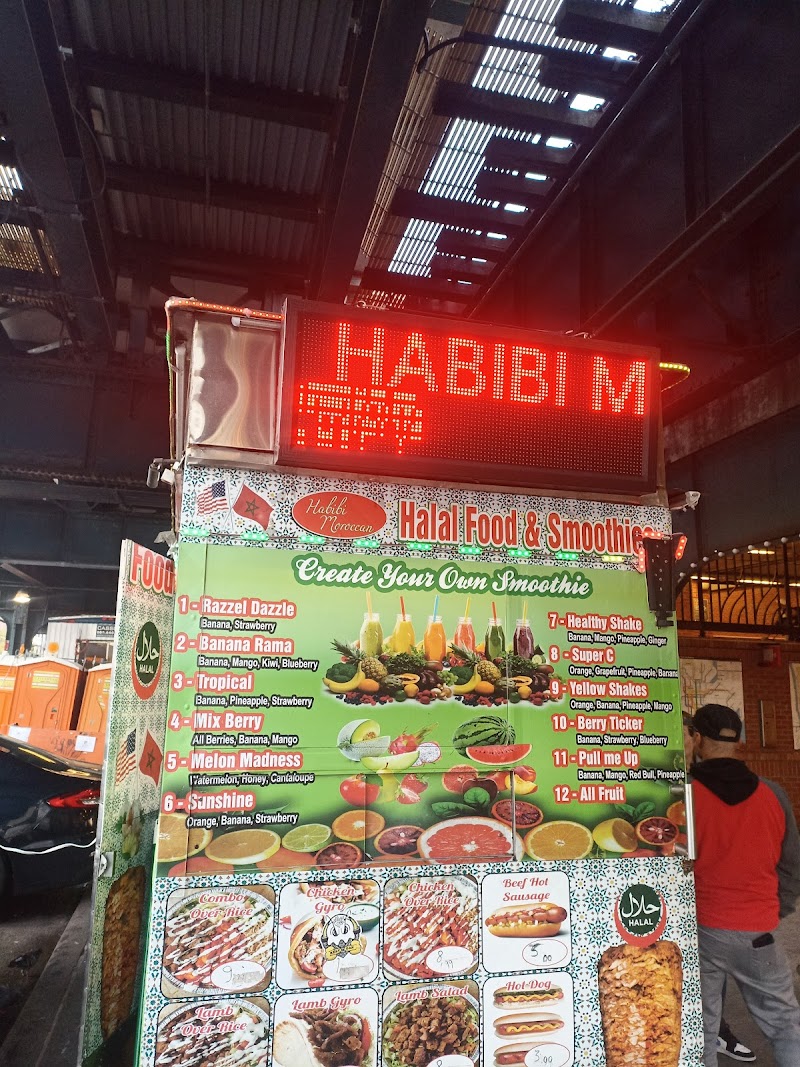 HABIBI M
Habibi
Moroccan
Halal Food & Smoothies
FOOD
Create Your Own Smoothie
1 - Razzel Dazzle
Banana, Strawberry
2 - Banana Rama
Banana, Mango, Kiwi, Blueberry
3 - Tropical
Banana, Pineapple, Strawberry
4 - Mix Berry
All Berries, Banana, Mango
5 - Melon Madness
Watermelon, Honey, Cantaloupe
6 - Sunshine
Orange, Banana, Strawberry
7 - Healthy Shake
Banana, Mango, Pineapple, Ginger
8 - Super C
Orange, Grapefruit, Pineapple, Banana
9 - Yellow Shakes
Orange, Banana, Pineapple, Mango
10 - Berry Ticker
Banana, Strawberry, Blueberry
11 - Pull me Up
Banana, Mango, Red Bull, Pineapple
12 - All Fruit
حلال
HALAL
Combo
Over Rice
Chicken
Gyro
Chicken
Over Rice
Beef Hot
Sausage
حلال
HALAL
Lamb
Over Rice
Lamb Gyro
Lamb Salad
Hot Dog
3.00